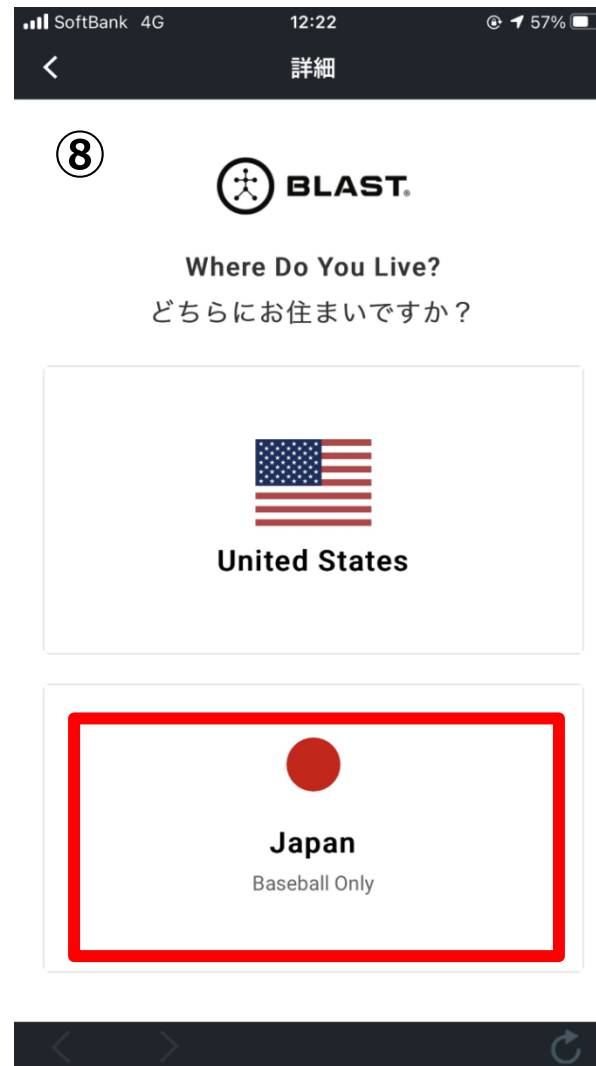 SoftBank 4G 12:22 57%
詳細
⑧
BLAST®
Where Do You Live?
どちらにお住まいですか？
United States
Japan
Baseball Only